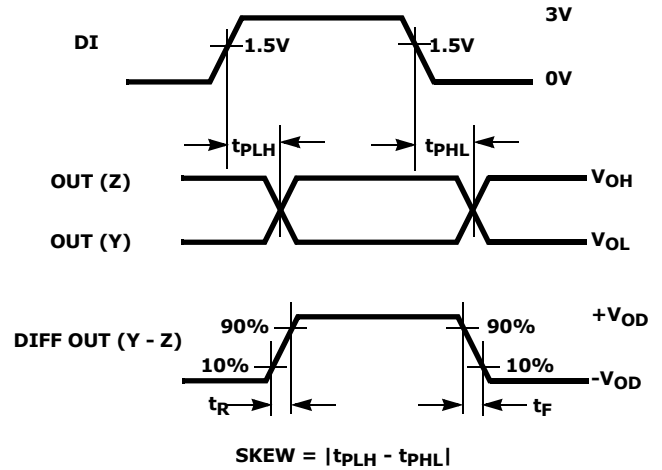 3V
DI
1.5V
1.5V
0V
tPLH
tPHL
OUT (Z)
VOH
OUT (Y)
VOL
+VOD
90%
90%
DIFF OUT (Y - Z)
10%
10%
-VOD
tR
tF
SKEW = |tPLH - tPHL|